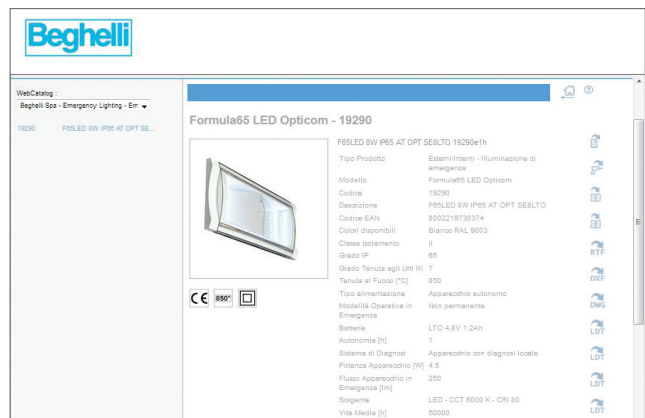 Beghelli
WebCatalog :
Beghelli Spa - Emergency Lighting - Em
19290 F65LED 8W IP65 AT OPT SE...
Formula65 LED Opticom - 19290
F65LED 8W IP65 AT OPT SE8LTO 19290e1h
Tipo Prodotto Esterni/Interni - Illuminazione di
emergenza
Modello Formula65 LED Opticom
Codice 19290
Descrizione F65LED 8W IP65 AT OPT SE8LTO
Codice EAN 8002219730374
Colori disponibili Bianco RAL 9003
Classe Isolamento II
Grado IP 65
Grado Tenuta agli Urti IK 7
Tenuta al Fuoco [°C] 850
Tipo alimentazione Apparecchio autonomo
Modalità Operativa in Non permanente
Emergenza
Batterie LTO 4,8V 1,2Ah
Autonomia [h] 1
Sistema di Diagnosi Apparecchio con diagnosi locale
Potenza Apparecchio [W] 4.5
Flusso Apparecchio in 250
Emergenza [lm]
Sorgente LED - CCT 6000 K - CRI 80
Vita Media [h] 50000
CE 850°
RTF
DXF
DWG
LDT
LDT
LDT
LDT